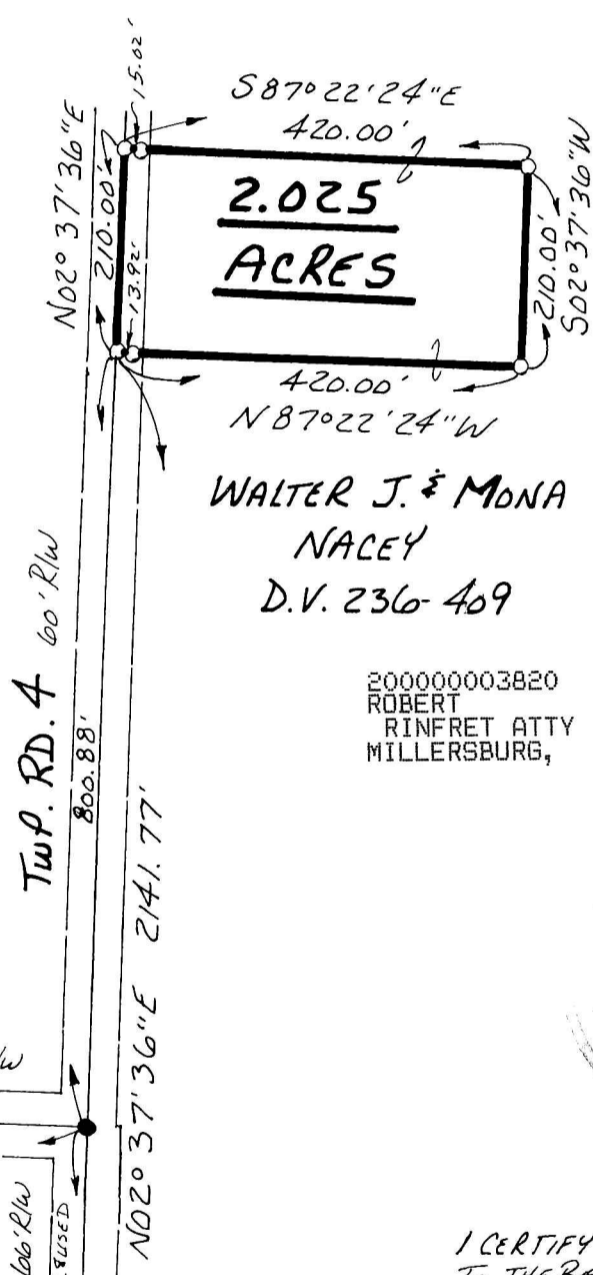 15.02'
S87°22'24"E
420.00'
N02°37'36"E
210.00'
13.92'
2.025
ACRES
210.00'
S02°37'36"W
420.00'
N87°22'24"W
WALTER J. & MONA
NACEY
D.V. 236-409
200000003820
ROBERT
RINFRET ATTY
MILLERSBURG,
TWP. RD. 4 60' R/W
800.88'
N02°37'36"E 2141.77'
66' R/W
I CERTIFY